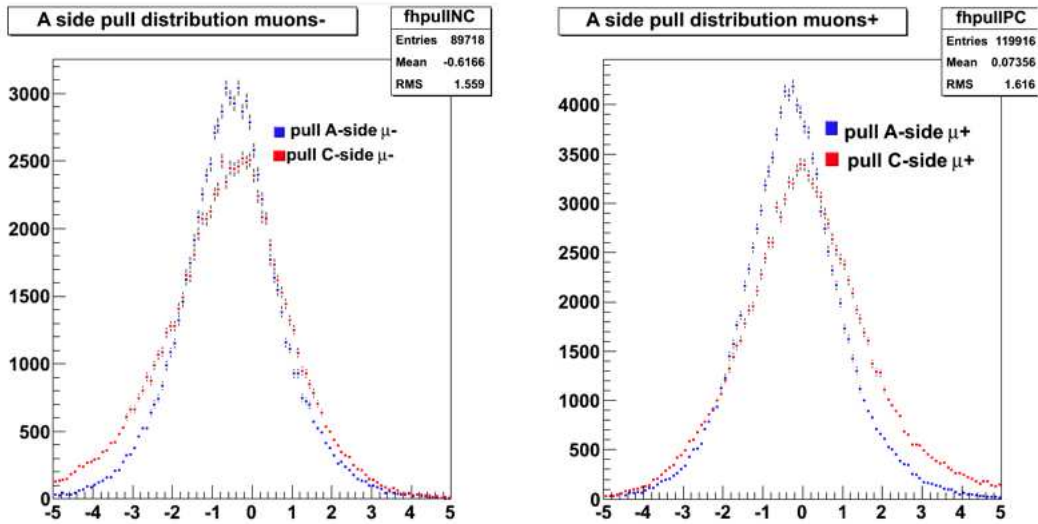 A side pull distribution muons-
fhpullNC
Entries 89718
Mean -0.6166
RMS 1.559
pull A-side μ-
pull C-side μ-
3000
2500
2000
1500
1000
500
0
-5 -4 -3 -2 -1 0 1 2 3 4 5
A side pull distribution muons+
fhpullPC
Entries 119916
Mean 0.07356
RMS 1.616
pull A-side μ+
pull C-side μ+
4000
3500
3000
2500
2000
1500
1000
500
0
-5 -4 -3 -2 -1 0 1 2 3 4 5